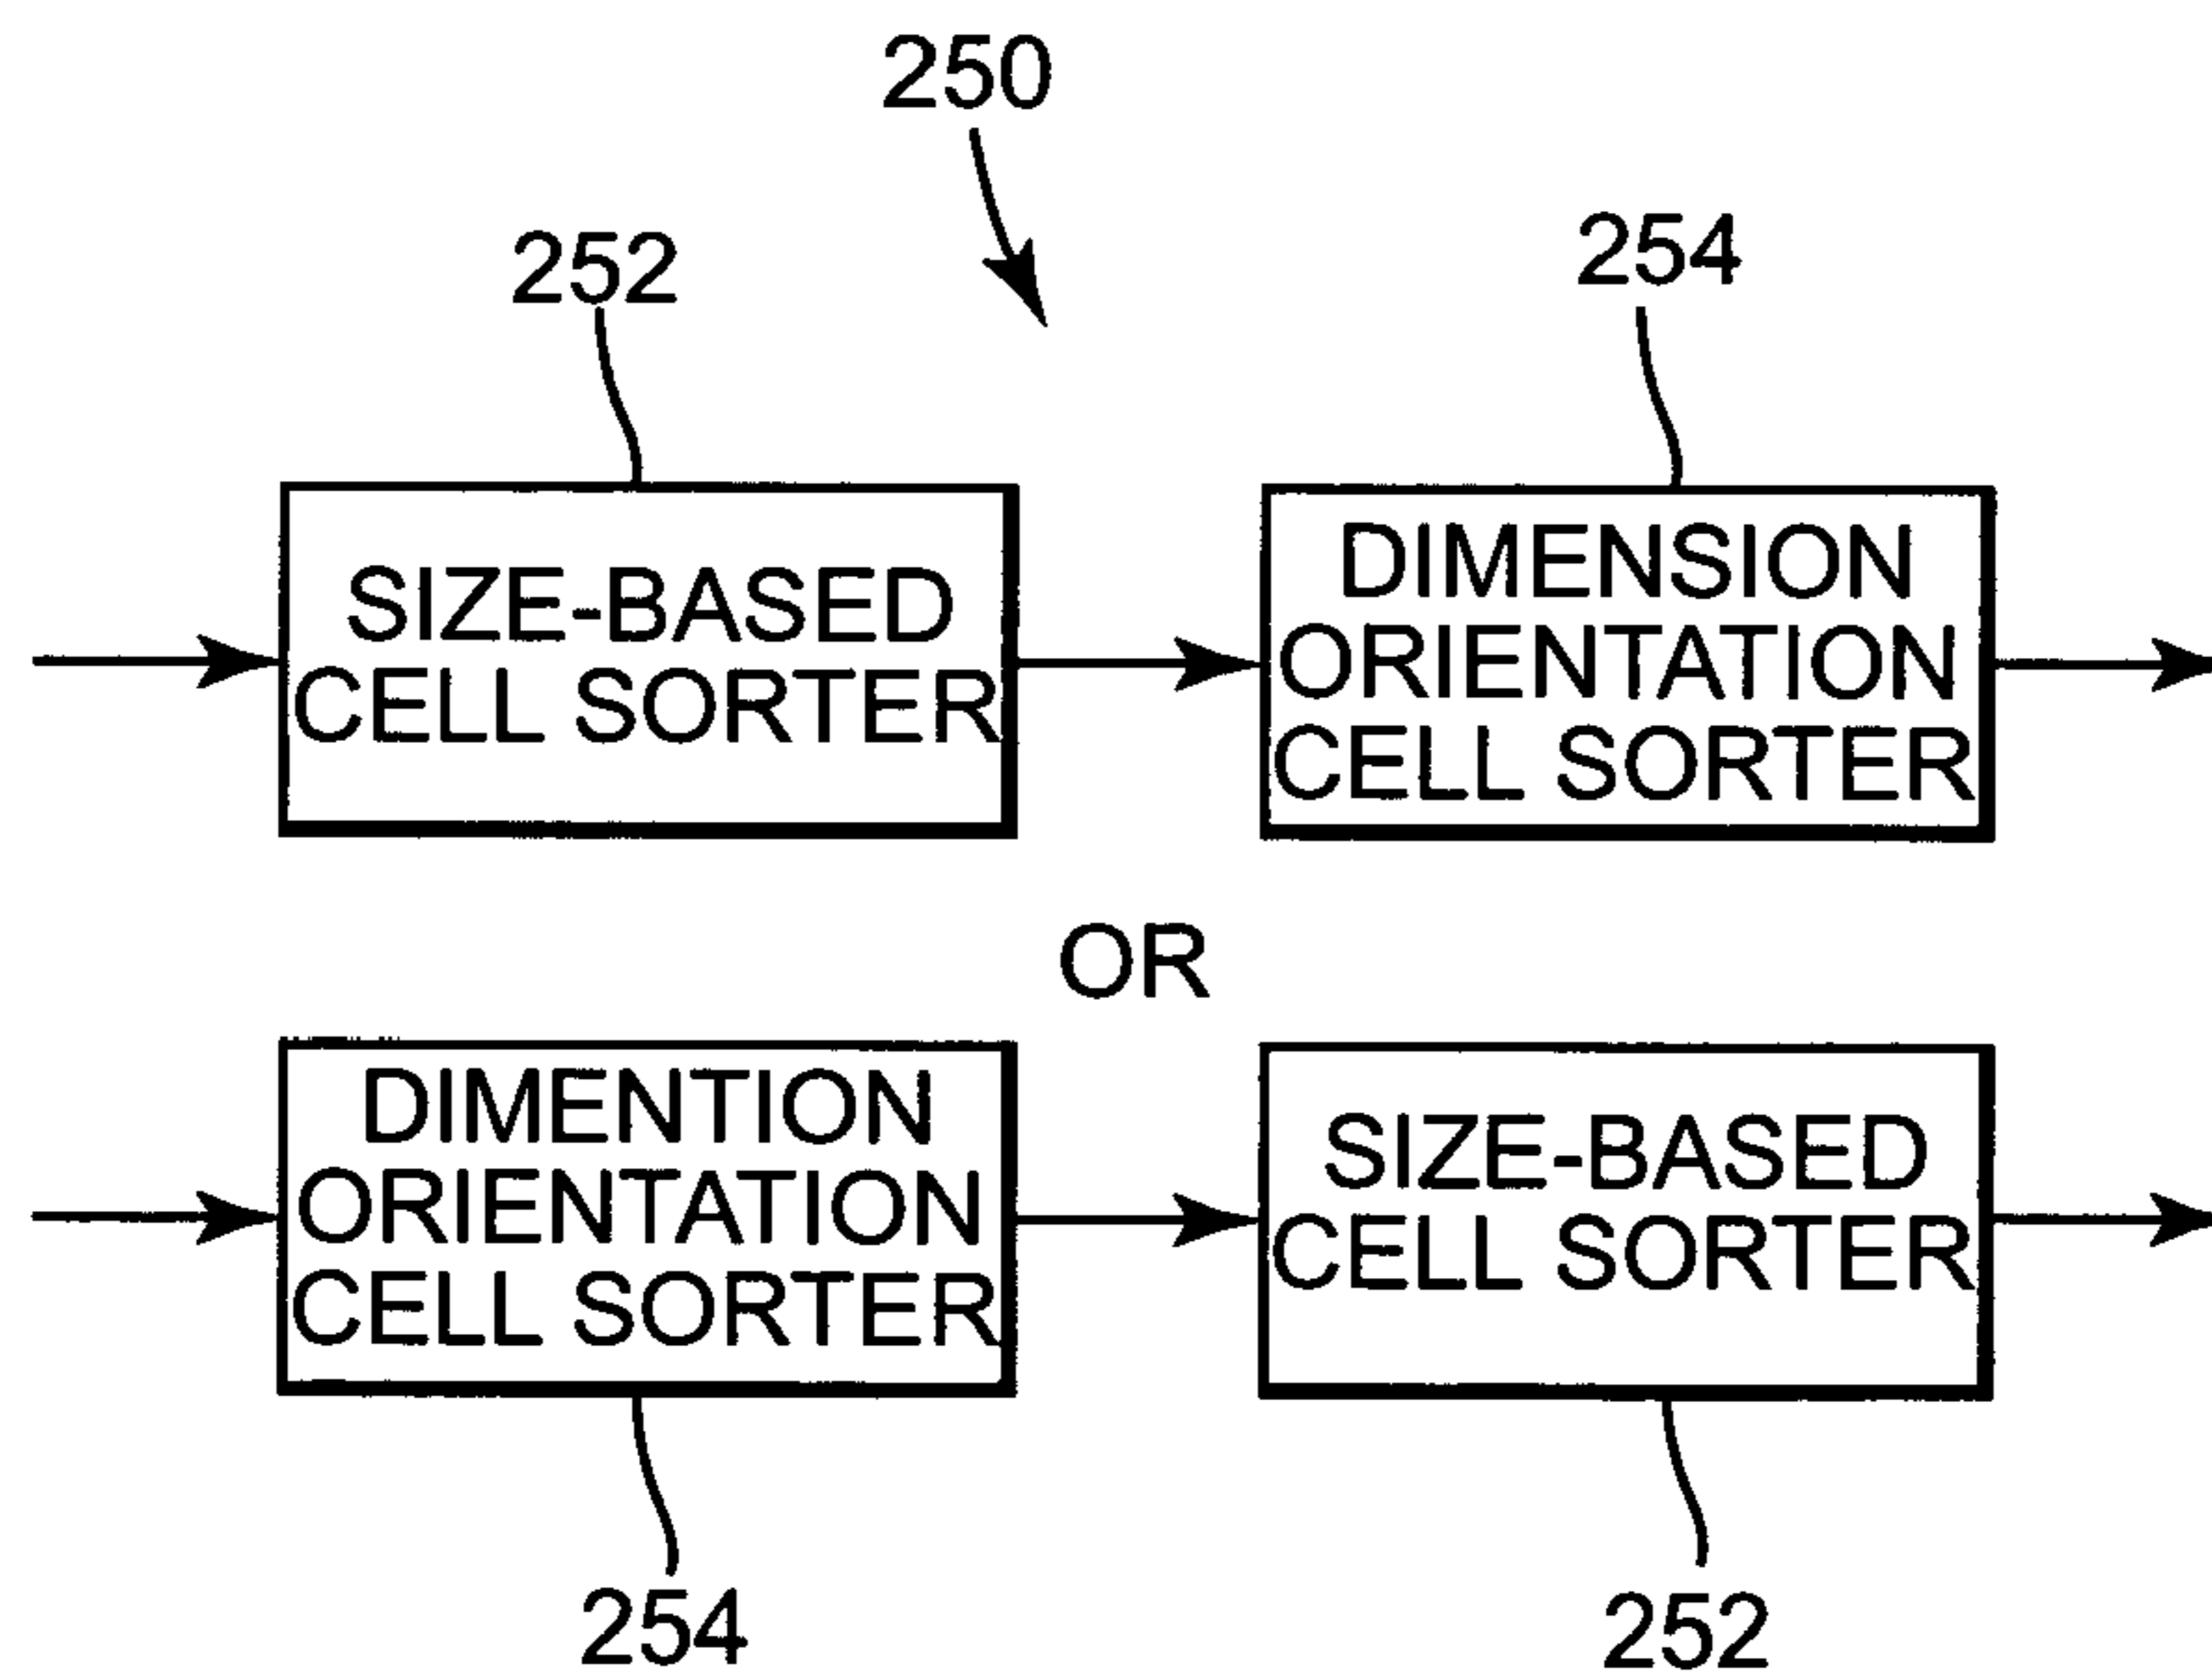 250
252
254
SIZE-BASED
CELL SORTER
DIMENSION
ORIENTATION
CELL SORTER
OR
DIMENTION
ORIENTATION
CELL SORTER
SIZE-BASED
CELL SORTER
254
252